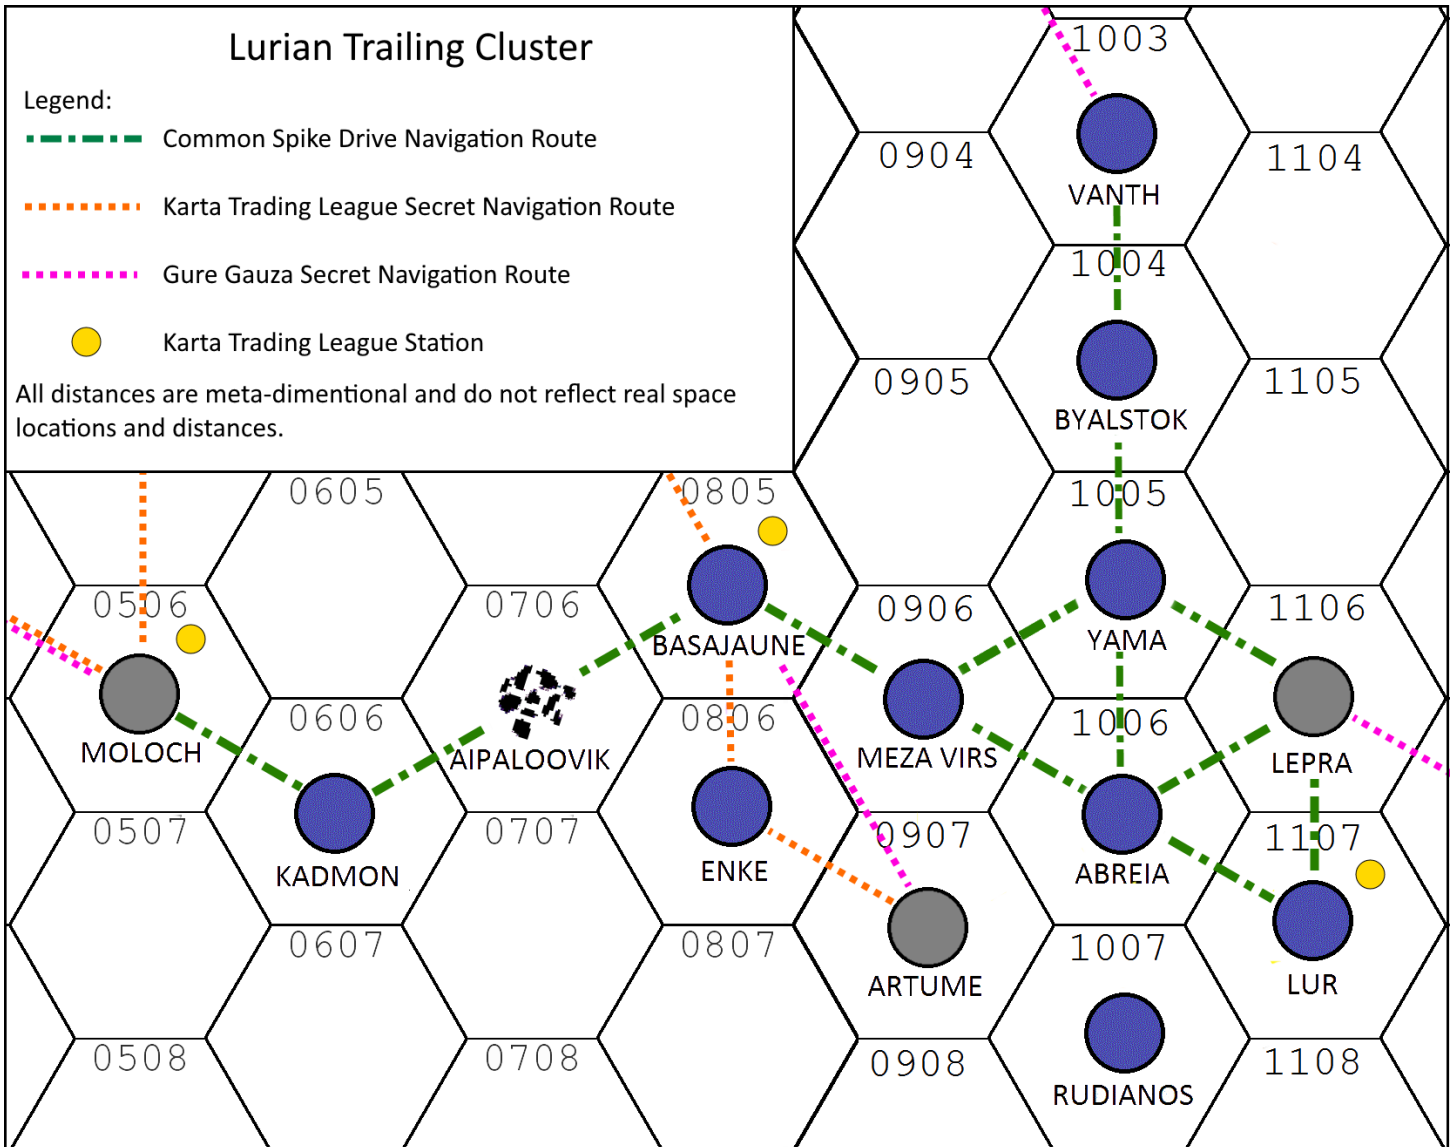 Lurian Trailing Cluster
Legend:
Common Spike Drive Navigation Route
Karta Trading League Secret Navigation Route
Gure Gauza Secret Navigation Route
Karta Trading League Station
All distances are meta-dimentional and do not reflect real space
locations and distances.
1003
VANTH
0904
1104
1004
BYALSTOK
0905
1105
0605
0805
1005
BASAJAUNE
YAMA
0506
0706
0906
1106
MOLOCH
AIPALOOVIK
MEZA VIRS
LEPRA
0606
0806
1006
KADMON
ENKE
ABREIA
0507
0707
0907
1107
ARTUME
LUR
0607
0807
1007
RUDIANOS
0508
0708
0908
1108